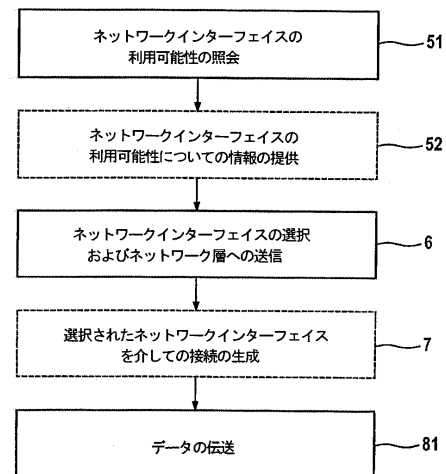 ネットワークインターフェイスの
利用可能性の照会
51
ネットワークインターフェイスの
利用可能性についての情報の提供
52
ネットワークインターフェイスの選択
およびネットワーク層への送信
6
選択されたネットワークインターフェイス
を介しての接続の生成
7
データの伝送
81